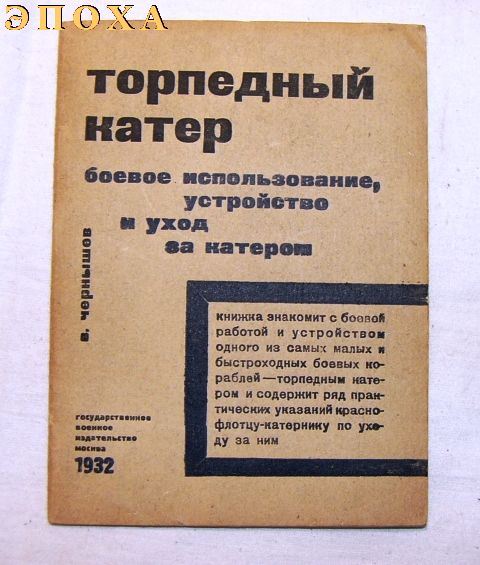 ЭПОХА
торпедный
катер
боевое использование,
устройство
и уход
за катером
в. чернышов
книжка знакомит с боевой
работой и устройством
одного из самых малых и
быстроходных боевых ко-
раблей—торпедным кате-
ром и содержит ряд прак-
тических указаний красно-
флотцу-катернику по ухо-
ду за ним
государственное
военное
издательство
москва
1932